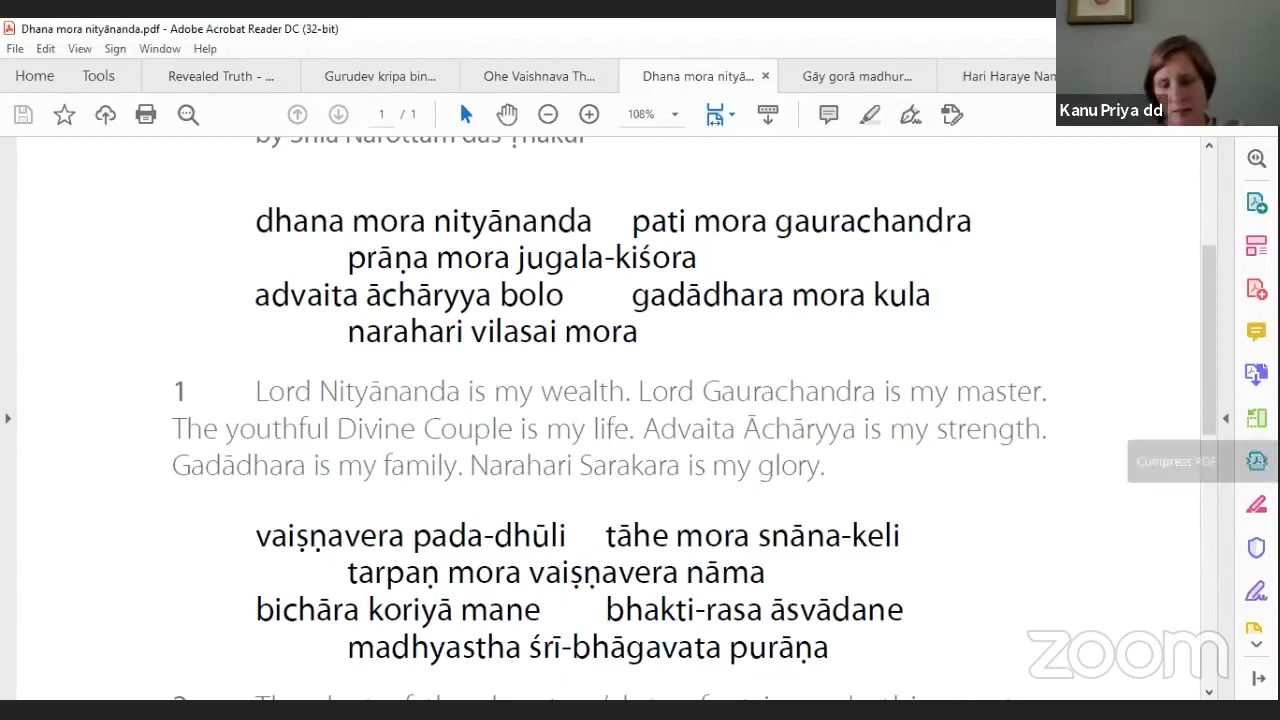 Dhana mora nityānanda.pdf - Adobe Acrobat Reader DC (32-bit)
File Edit View Sign Window Help
Home Tools Revealed Truth - ... Gurudev kripa bin... Ohe Vaishnava Th... Dhana mora nityā... × Gāy gorā madhur... Hari Haraye Nam
1 / 1 108%
Kanu Priya dd
by Srila Narottam das
dhana mora nityānanda pati mora gaurachandra
prāṇa mora jugala-kiśora
advaita āchāryya bolo gadādhara mora kula
narahari vilasai mora
1 Lord Nityānanda is my wealth. Lord Gaurachandra is my master.
The youthful Divine Couple is my life. Advaita Āchāryya is my strength.
Gadādhara is my family. Narahari Sarakara is my glory.
Compress PDF
vaiṣṇavera pada-dhūli tāhe mora snāna-keli
tarpaṇ mora vaiṣṇavera nāma
bichāra koriyā mane bhakti-rasa āsvādane
madhyastha śrī-bhāgavata purāṇa
zoom